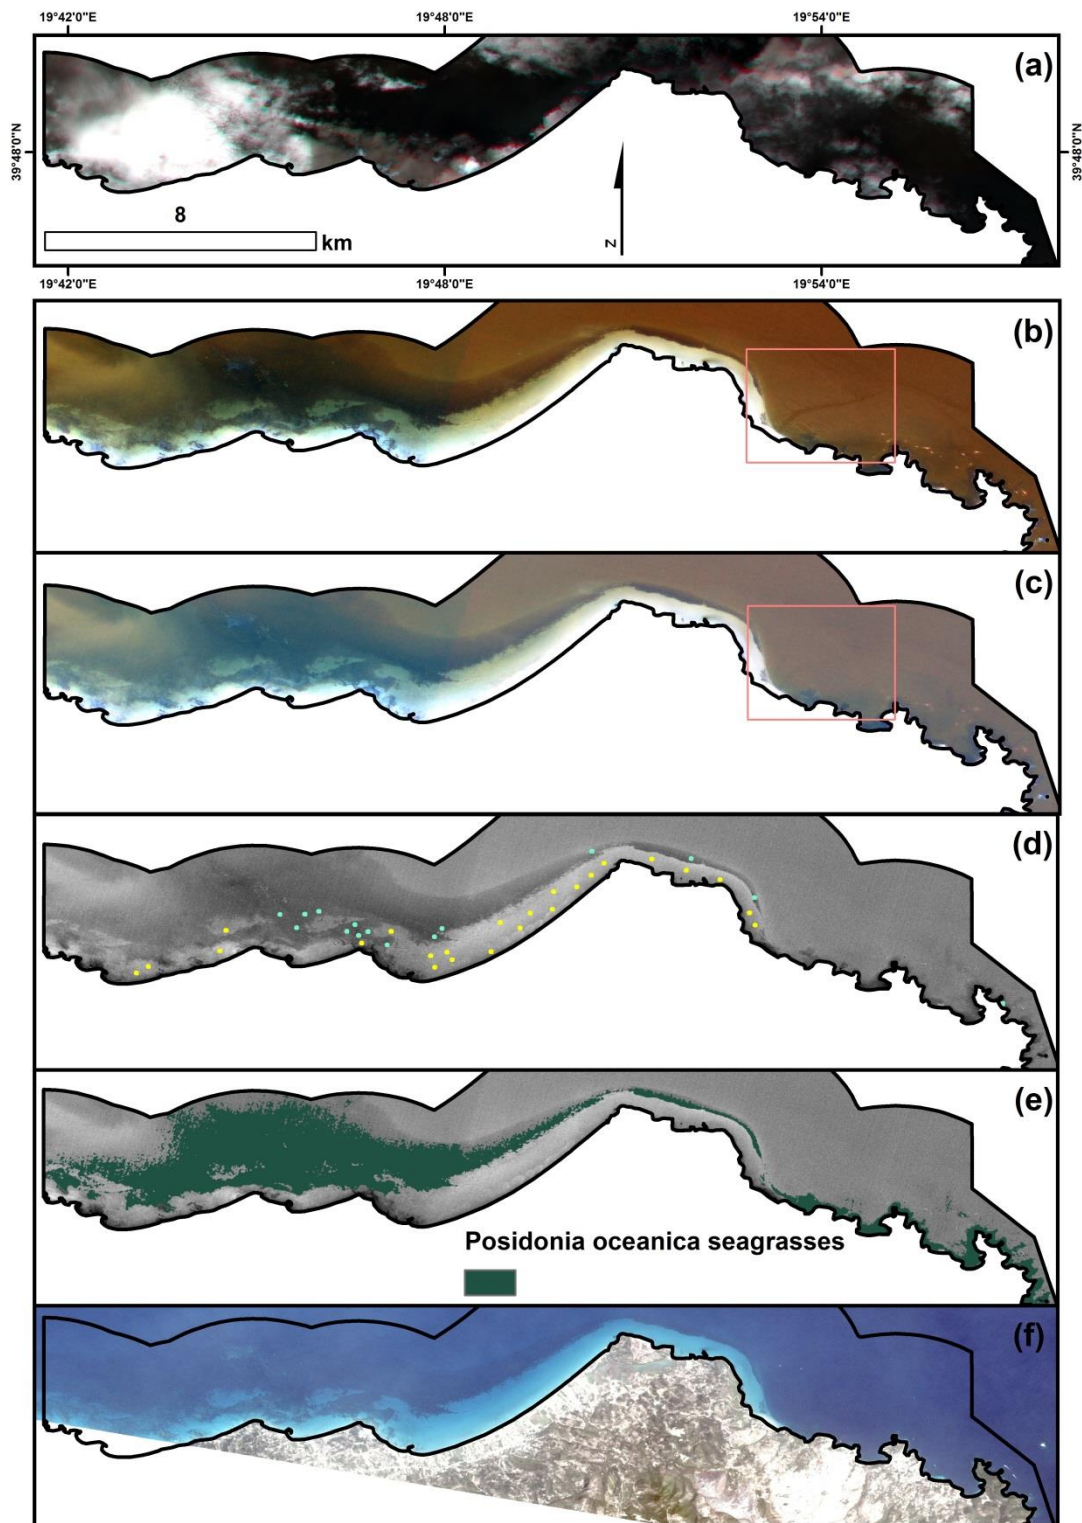 19°42'0"E 19°48'0"E 19°54'0"E
(a)
39°48'0"N 39°48'0"N
8
km
N
19°42'0"E 19°48'0"E 19°54'0"E
(b)
(c)
(d)
(e)
Posidonia oceanica seagrasses
(f)